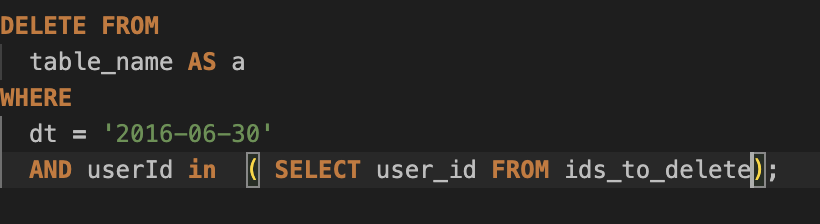 DELETE FROM
table_name AS a
WHERE
dt = '2016-06-30'
AND userId in  ( SELECT user_id FROM ids_to_delete);